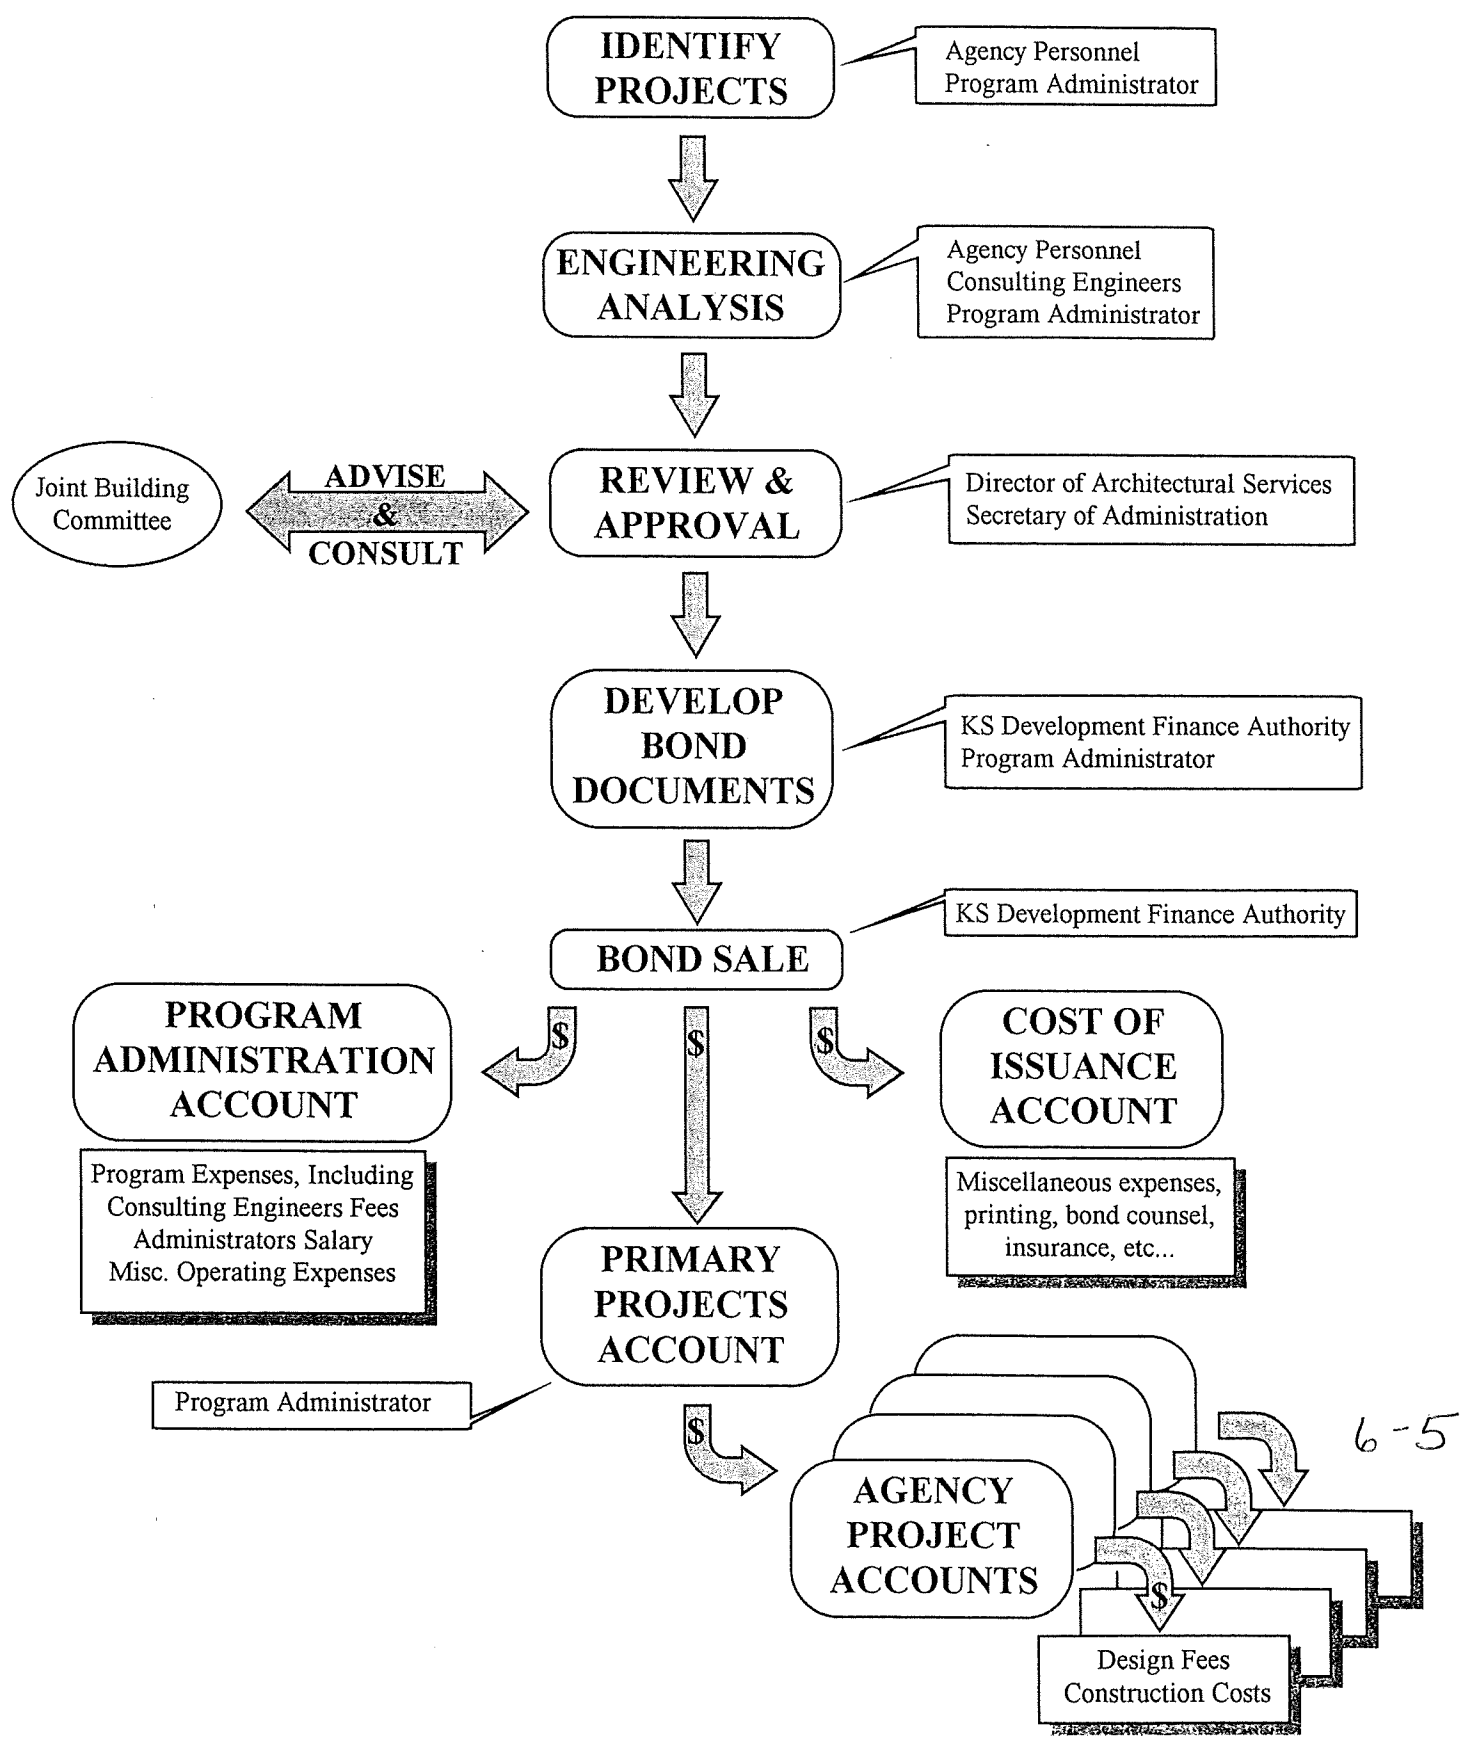 IDENTIFY
PROJECTS
Agency Personnel
Program Administrator
ENGINEERING
ANALYSIS
Agency Personnel
Consulting Engineers
Program Administrator
Joint Building
Committee
ADVISE
&
CONSULT
REVIEW &
APPROVAL
Director of Architectural Services
Secretary of Administration
DEVELOP
BOND
DOCUMENTS
KS Development Finance Authority
Program Administrator
BOND SALE
KS Development Finance Authority
$
$
$
PROGRAM
ADMINISTRATION
ACCOUNT
Program Expenses, Including
Consulting Engineers Fees
Administrators Salary
Misc. Operating Expenses
COST OF
ISSUANCE
ACCOUNT
Miscellaneous expenses,
printing, bond counsel,
insurance, etc...
PRIMARY
PROJECTS
ACCOUNT
Program Administrator
$
AGENCY
PROJECT
ACCOUNTS
$
Design Fees
Construction Costs
6-5